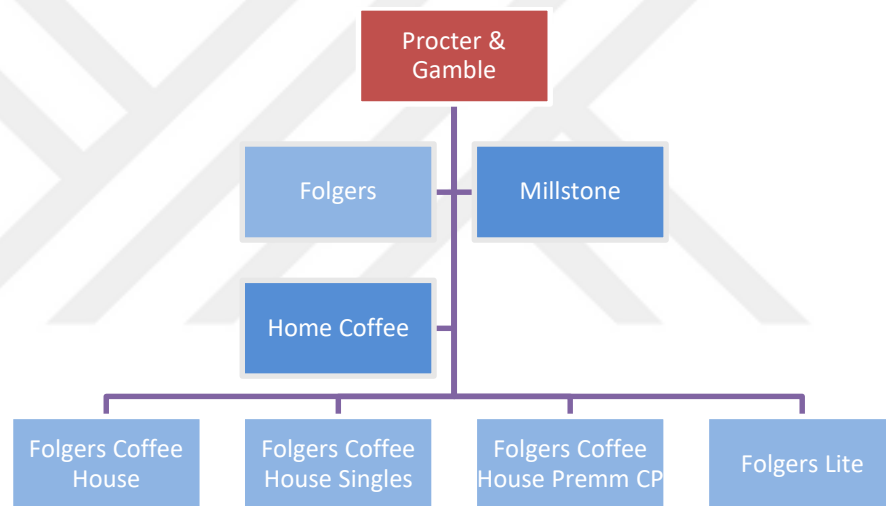 Procter &
Gamble
Folgers
Millstone
Home Coffee
Folgers Coffee
House
Folgers Coffee
House Singles
Folgers Coffee
House Premm CP
Folgers Lite